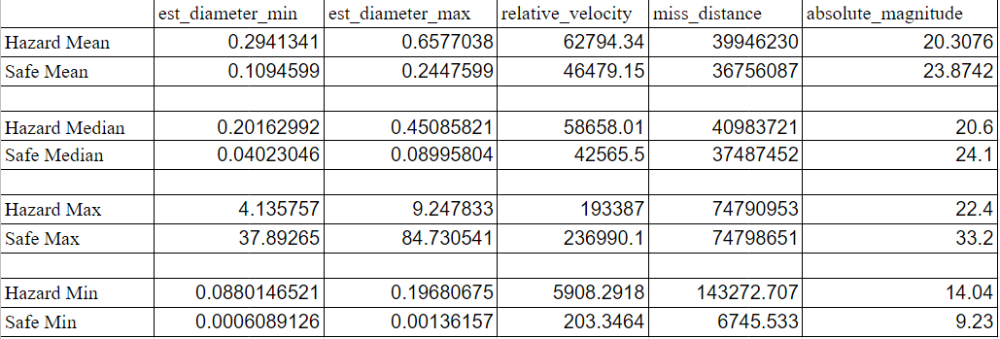 est_diameter_min est_diameter_max relative_velocity miss_distance absolute_magnitude
Hazard Mean 0.2941341 0.6577038 62794.34 39946230 20.3076
Safe Mean 0.1094599 0.2447599 46479.15 36756087 23.8742
Hazard Median 0.20162992 0.45085821 58658.01 40983721 20.6
Safe Median 0.04023046 0.08995804 42565.5 37487452 24.1
Hazard Max 4.135757 9.247833 193387 74790953 22.4
Safe Max 37.89265 84.730541 236990.1 74798651 33.2
Hazard Min 0.0880146521 0.19680675 5908.2918 143272.707 14.04
Safe Min 0.0006089126 0.00136157 203.3464 6745.533 9.23